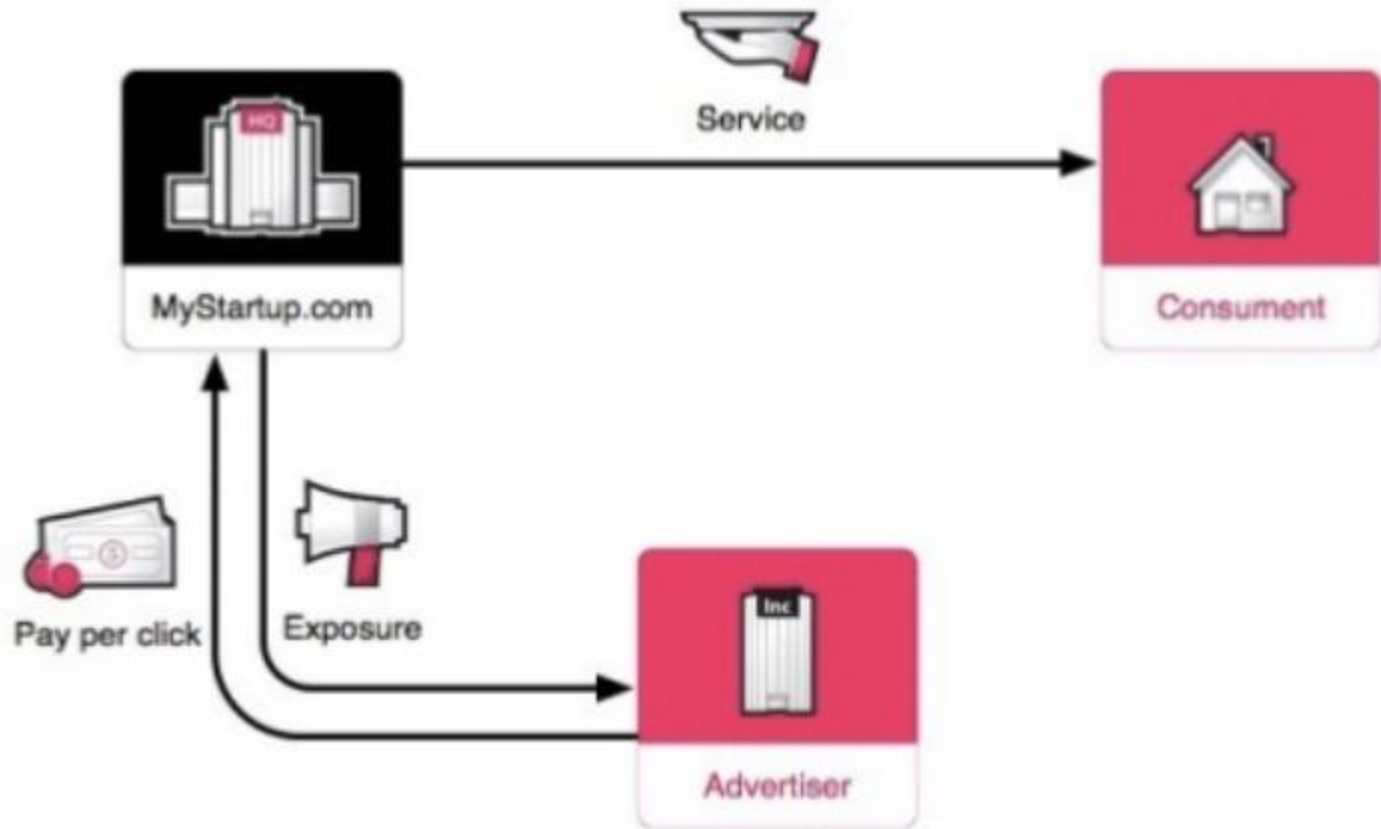 Service
HQ
MyStartup.com
Consument
Pay per click
Exposure
Inc
Advertiser
$